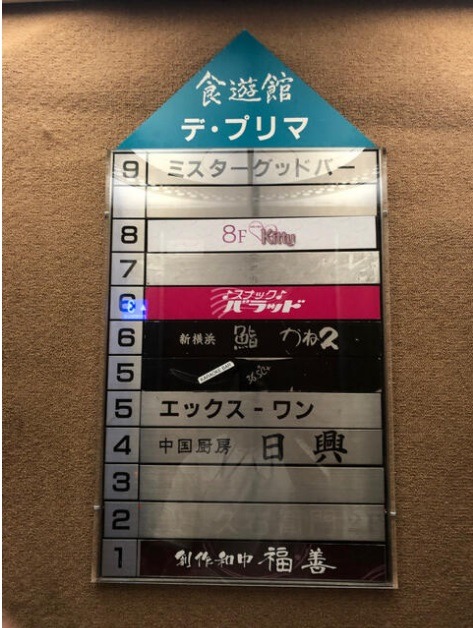 食遊館
デ・プリマ
9 ミスターグッドバー
8 8F Kitty
7
6 ♪スナック♪ バラッド
6 新横浜 鮨 かね2
5
5 エックス-ワン
4 中国厨房 日興
3
2
1 創作和中 福善